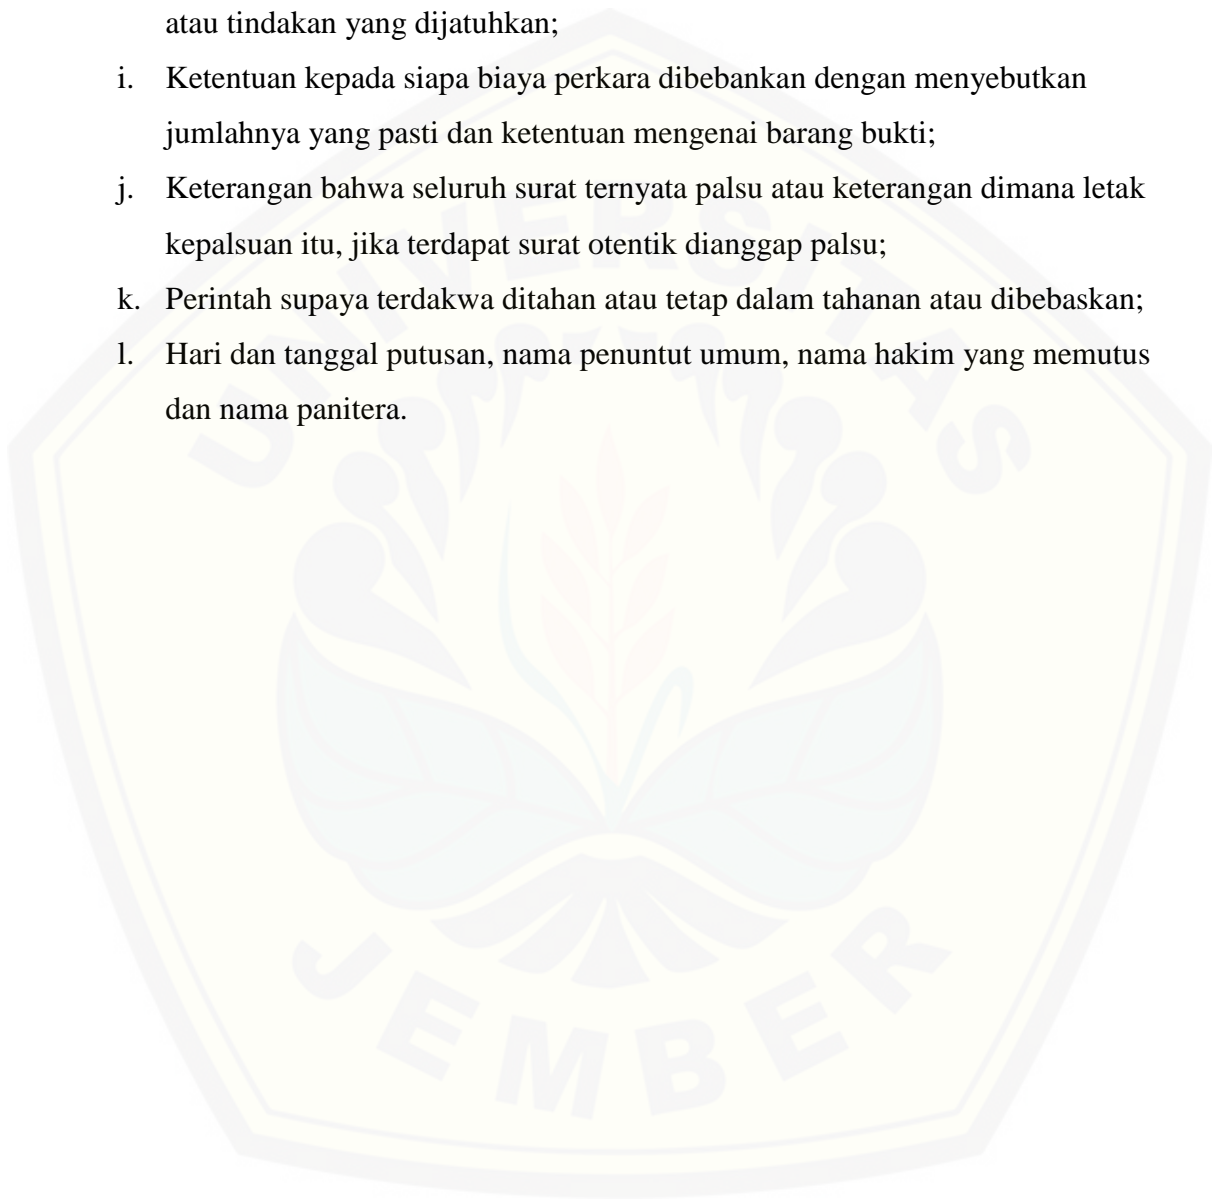 atau tindakan yang dijatuhkan;
i. Ketentuan kepada siapa biaya perkara dibebankan dengan menyebutkan
jumlahnya yang pasti dan ketentuan mengenai barang bukti;
j. Keterangan bahwa seluruh surat ternyata palsu atau keterangan dimana letak
kepalsuan itu, jika terdapat surat otentik dianggap palsu;
k. Perintah supaya terdakwa ditahan atau tetap dalam tahanan atau dibebaskan;
l. Hari dan tanggal putusan, nama penuntut umum, nama hakim yang memutus
dan nama panitera.
UNIVERSITAS
JEMBER